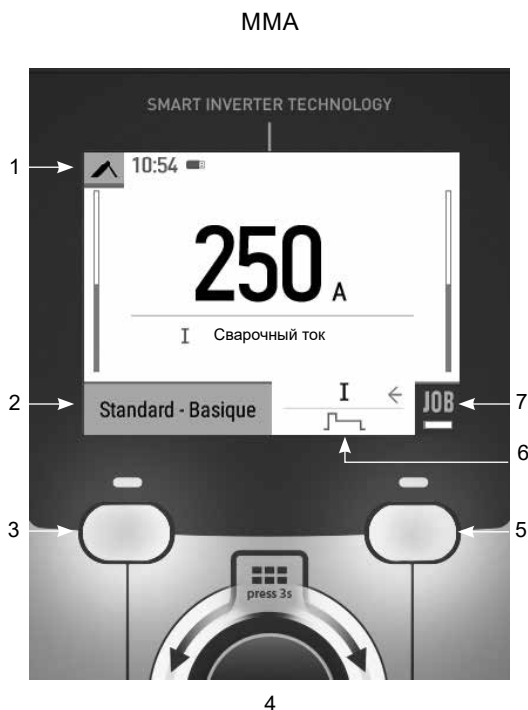 MMA
SMART INVERTER TECHNOLOGY
1
10:54
250 A
I Сварочный ток
2
Standard - Basique
I
JOB
7
6
3
5
press 3s
4